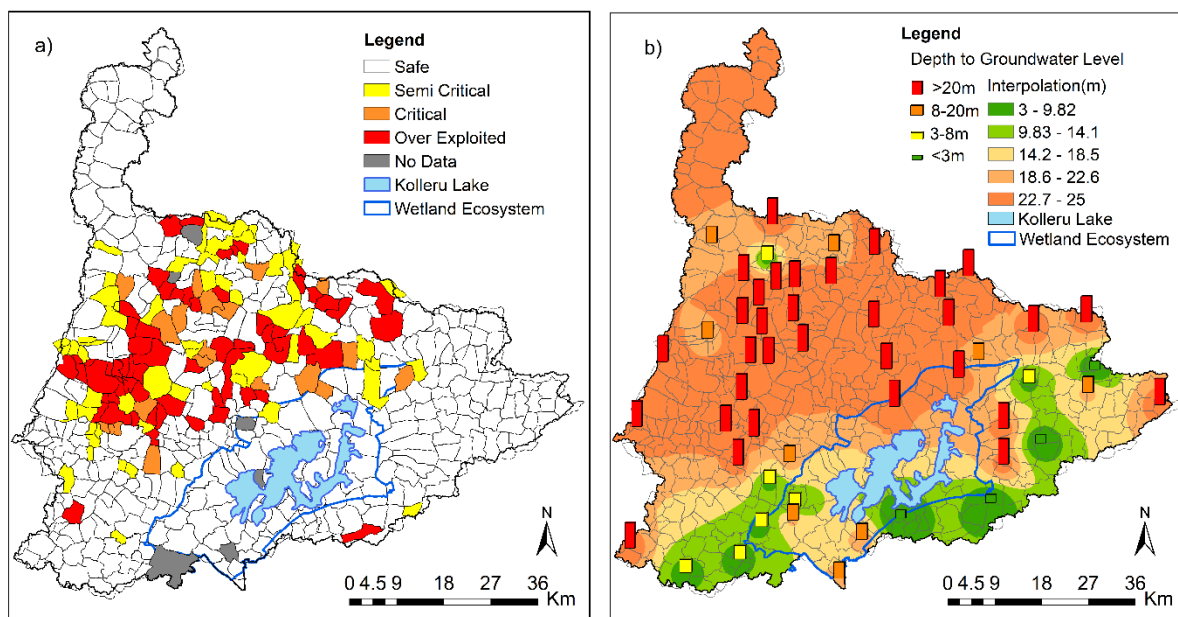 a)
Legend
Safe
Semi Critical
Critical
Over Exploited
No Data
Kolleru Lake
Wetland Ecosystem
N
0 4.5 9 18 27 36
Km
b)
Legend
Depth to Groundwater Level
>20m
8-20m
3-8m
<3m
Interpolation(m)
3 - 9.82
9.83 - 14.1
14.2 - 18.5
18.6 - 22.6
22.7 - 25
Kolleru Lake
Wetland Ecosystem
N
0 4.5 9 18 27 36
Km